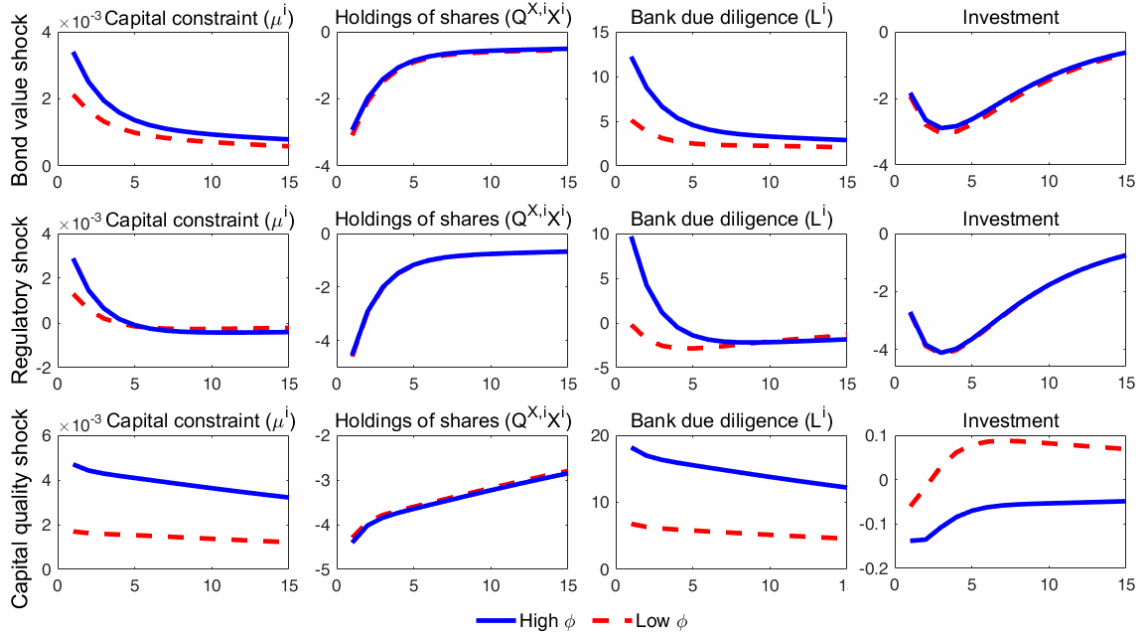 ×10⁻³ Capital constraint (μⁱ) Holdings of shares (Q^{X,i}Xⁱ) Bank due diligence (Lⁱ) Investment
Bond value shock
4 2 0
0 5 10 15
0 -2 -4
0 5 10 15
15 10 5 0
0 5 10 15
0 -2 -4
0 5 10 15
×10⁻³ Capital constraint (μⁱ) Holdings of shares (Q^{X,i}Xⁱ) Bank due diligence (Lⁱ) Investment
Regulatory shock
4 2 0 -2
0 5 10 15
0 -2 -4
0 5 10 15
10 5 0 -5
0 5 10 15
0 -2 -4
0 5 10 15
×10⁻³ Capital constraint (μⁱ) Holdings of shares (Q^{X,i}Xⁱ) Bank due diligence (Lⁱ) Investment
Capital quality shock
6 4 2 0
0 5 10 15
-2 -3 -4 -5
0 5 10 15
20 10 0
0 5 10 15
0.1 0 -0.1 -0.2
0 5 10 15
High ϕ Low ϕ